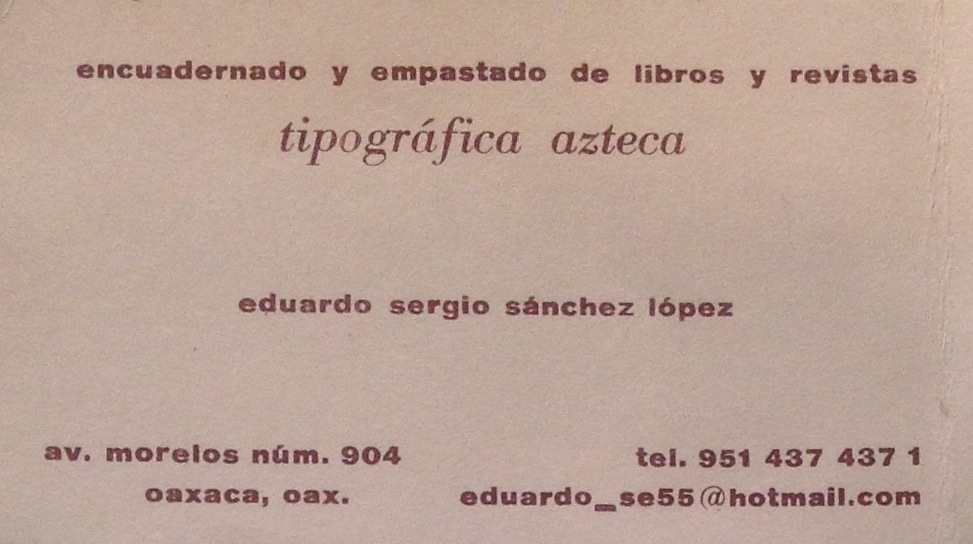 encuadernado y empastado de libros y revistas
tipográfica azteca
eduardo sergio sánchez lópez
av. morelos núm. 904
oaxaca, oax.
tel. 951 437 437 1
eduardo_se55@hotmail.com